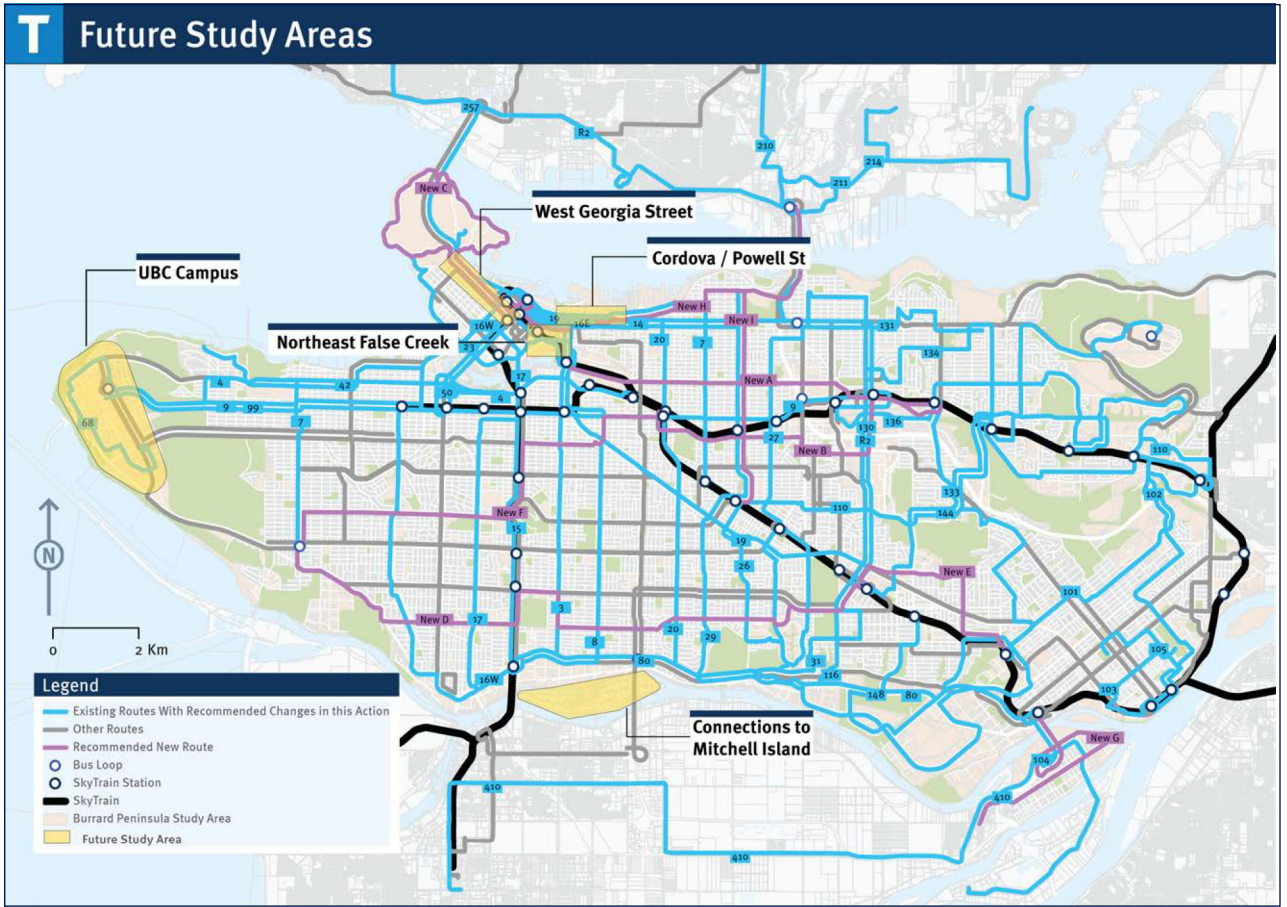 T Future Study Areas
257
R2
210
214
211
New C
West Georgia Street
Cordova / Powell St
UBC Campus
New H
19
16W
16E
14
New I
131
Northeast False Creek
23
20
7
134
17
4
42
50
4
New A
9
99
7
9
130
136
68
27
R2
New B
110
133
102
144
110
New F
15
19
26
New E
101
3
New D
17
20
29
8
105
80
31
16W
116
148
80
103
N
0 2 Km
Connections to
Mitchell Island
New G
104
410
410
410
Legend
Existing Routes With Recommended Changes in this Action
Other Routes
Recommended New Route
Bus Loop
SkyTrain Station
SkyTrain
Burrard Peninsula Study Area
Future Study Area